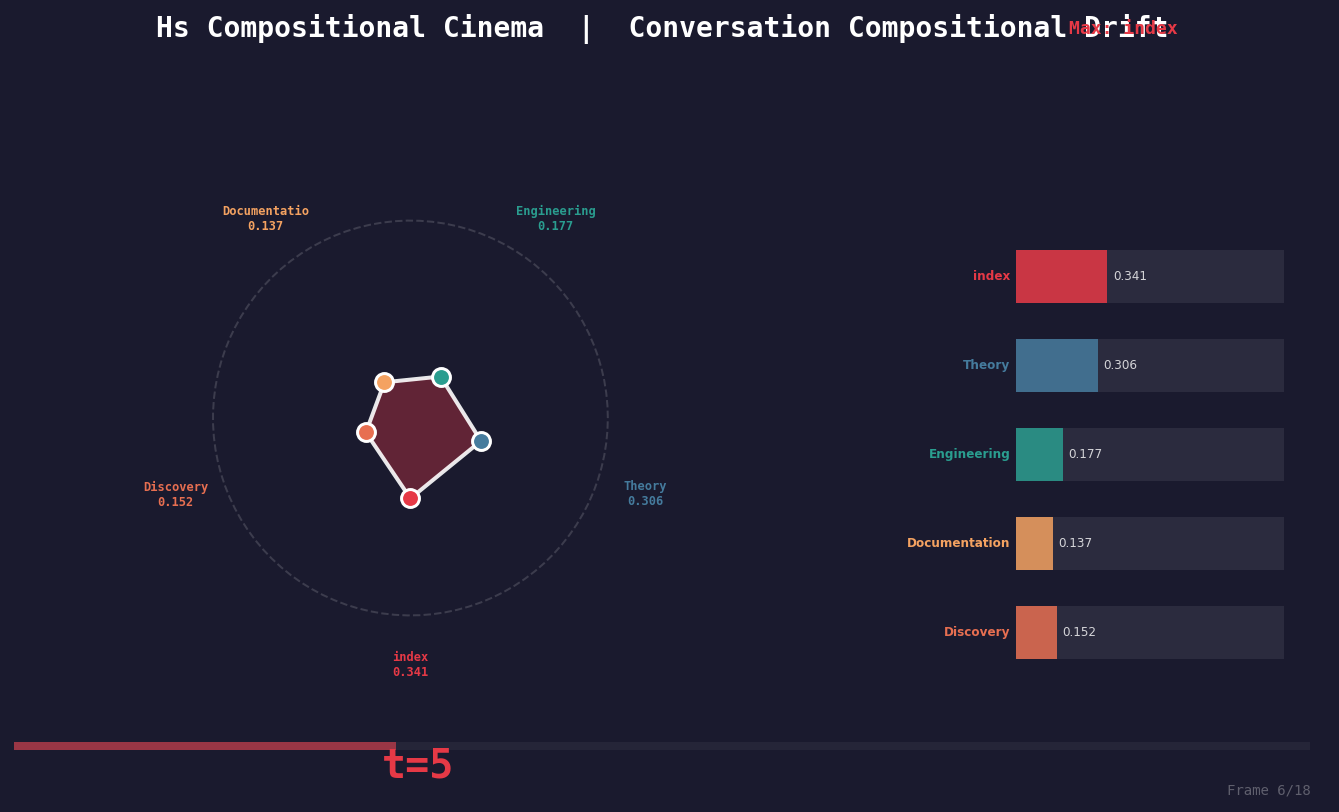 Hs Compositional Cinema | Conversation Compositional Drift
Max: index
Documentatio
0.137
Engineering
0.177
Discovery
0.152
Theory
0.306
index
0.341
index 0.341
Theory 0.306
Engineering 0.177
Documentation 0.137
Discovery 0.152
t=5
Frame 6/18